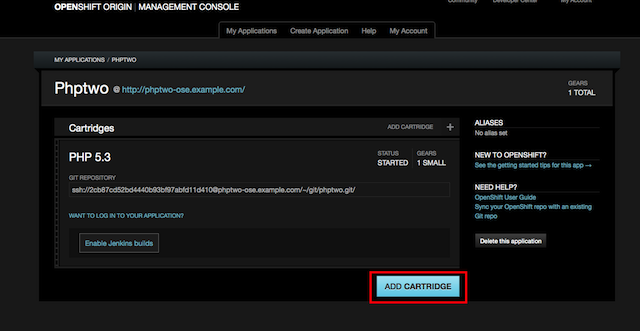 Community Developer Center My Account
OPENSHIFT ORIGIN | MANAGEMENT CONSOLE
My Applications Create Application Help My Account
MY APPLICATIONS / PHPTWO
Phptwo @ http://phptwo-ose.example.com/
GEARS
1 TOTAL
Cartridges
ADD CARTRIDGE +
PHP 5.3
STATUS
STARTED
GEARS
1 SMALL
GIT REPOSITORY
ssh://2cb87cd52bd4440b93bf97abfd11d410@phptwo-ose.example.com/~/git/phptwo.git/
WANT TO LOG IN TO YOUR APPLICATION?
Enable Jenkins builds
ADD CARTRIDGE
ALIASES
No alias set
NEW TO OPENSHIFT?
See the getting started tips for this app →
NEED HELP?
OpenShift User Guide
Sync your OpenShift repo with an existing
Git repo
Delete this application